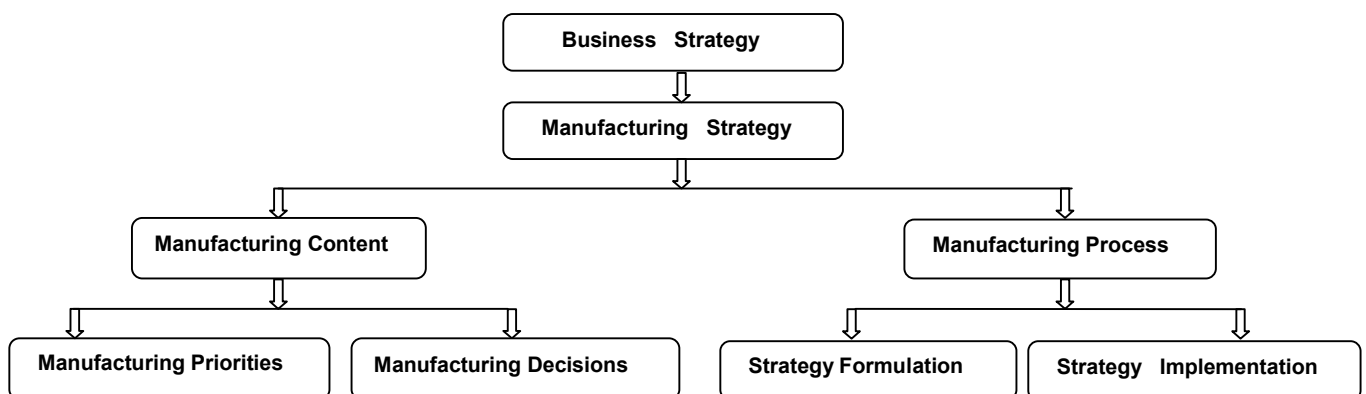 Business Strategy
Manufacturing Strategy
Manufacturing Content
Manufacturing Process
Manufacturing Priorities
Manufacturing Decisions
Strategy Formulation
Strategy Implementation